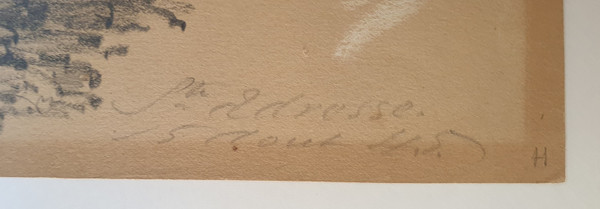 Ste Adresse.
15 Aout
H